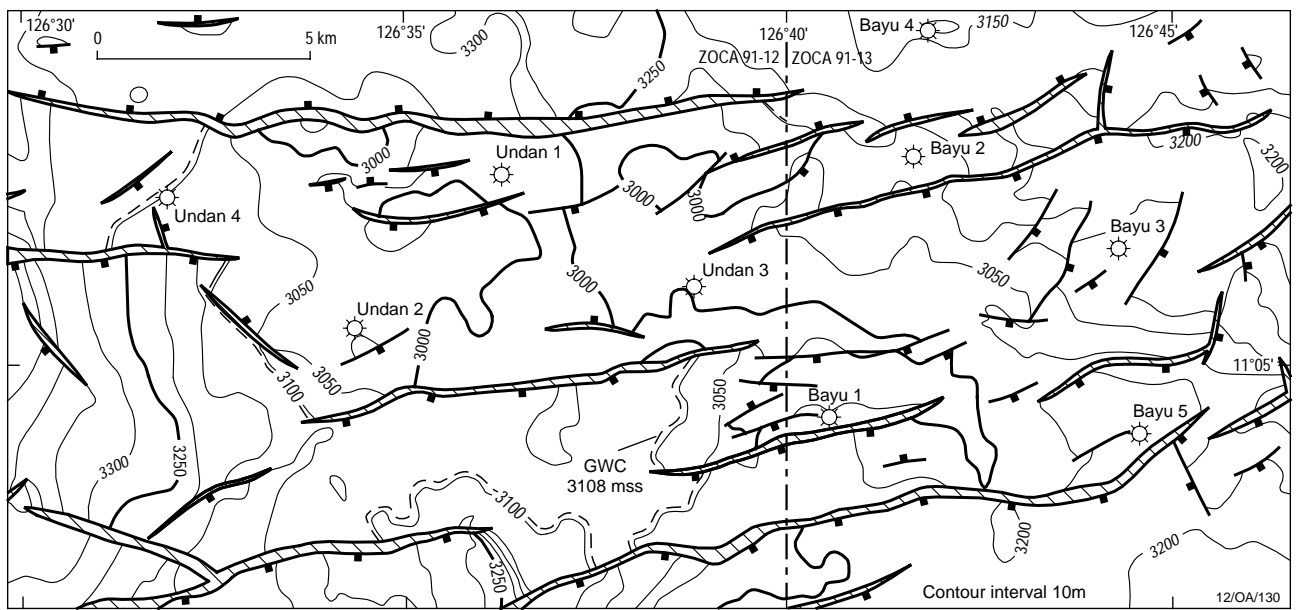 126°30'
126°35'
126°40'
126°45'
Bayu 4
3150
0
5 km
3300
3250
ZOCA 91-12
ZOCA 91-13
3000
Undan 1
Bayu 2
3200
3200
3000
3000
Undan 4
Bayu 3
3050
3000
Undan 3
3050
Undan 2
3000
11°05'
3100
3050
3050
Bayu 1
Bayu 5
3300
3250
GWC
3108 mss
3100
3200
3200
3250
Contour interval 10m
12/OA/130